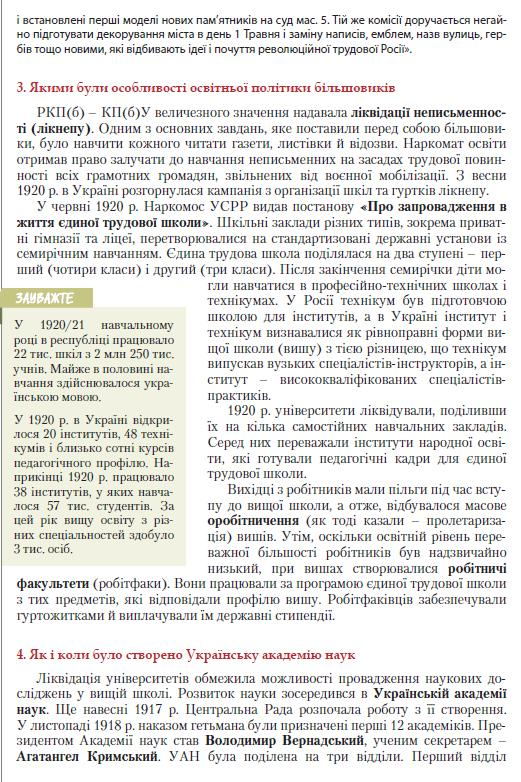 і встановлені перші моделі нових пам’ятників на суд мас. 5. Тій же комісії доручається негай-
но підготувати декорування міста в день 1 Травня і заміну написів, емблем, назв вулиць, гер-
бів тощо новими, які відбивають ідеї і почуття революційної трудової Росії».
3. Якими були особливості освітньої політики більшовиків
РКП(б) – КП(б)У величезного значення надавала ліквідації неписьменнос-
ті (лікнепу). Одним з основних завдань, яке поставили перед собою більшови-
ки, було навчити кожного читати газети, листівки й відозви. Наркомат освіти
отримав право залучати до навчання неписьменних на засадах трудової повин-
ності всіх грамотних громадян, звільнених від воєнної мобілізації. З весни
1920 р. в Україні розгорнулася кампанія з організації шкіл та гуртків лікнепу.
У червні 1920 р. Наркомос УСРР видав постанову «Про запровадження в
життя єдиної трудової школи». Шкільні заклади різних типів, зокрема приват-
ні гімназії та ліцеї, перетворювалися на стандартизовані державні установи із
семирічним навчанням. Єдина трудова школа поділялася на два ступені – пер-
ший (чотири класи) і другий (три класи). Після закінчення семирічки діти мо-
гли навчатися в професійно-технічних школах і
технікумах. У Росії технікум був підготовчою
школою для інститутів, а в Україні інститут і
технікум визнавалися як рівноправні форми ви-
щої школи (вишу) з тією різницею, що технікум
випускав вузьких спеціалістів-інструкторів, а ін-
ститут – висококваліфікованих спеціалістів-
практиків.
1920 р. університети ліквідували, поділивши
їх на кілька самостійних навчальних закладів.
Серед них переважали інститути народної осві-
ти, які готували педагогічні кадри для єдиної
трудової школи.
Вихідці з робітників мали пільги під час всту-
пу до вищої школи, а отже, відбувалося масове
оробітничення (як тоді казали – пролетариза-
ція) вишів. Утім, оскільки освітній рівень пере-
важної більшості робітників був надзвичайно
низький, при вишах створювалися робітничі
факультети (робітфаки). Вони працювали за програмою єдиної трудової школи
з тих предметів, які відповідали профілю вишу. Робітфаківців забезпечували
гуртожитками й виплачували їм державні стипендії.
ЗАУВАЖТЕ
У 1920/21 навчальному
році в республіці працювало
22 тис. шкіл з 2 млн 250 тис.
учнів. Майже в половині на-
вчання здійснювалося укра-
їнською мовою.
У 1920 р. в Україні відкри-
лося 20 інститутів, 48 техні-
кумів і близько сотні курсів
педагогічного профілю. На-
прикінці 1920 р. працювало
38 інститутів, у яких навча-
лося 57 тис. студентів. За
цей рік вищу освіту з різ-
них спеціальностей здобуло
3 тис. осіб.
4. Як і коли було створено Українську академію наук
Ліквідація університетів обмежила можливості провадження наукових до-
сліджень у вищій школі. Розвиток науки зосередився в Українській академії
наук. Ще навесні 1917 р. Центральна Рада розпочала роботу з її створення.
У листопаді 1918 р. наказом гетьмана були призначені перші 12 академіків. Пре-
зидентом Академії наук став Володимир Вернадський, ученим секретарем –
Агатангел Кримський. УАН була поділена на три відділи. Перший відділ